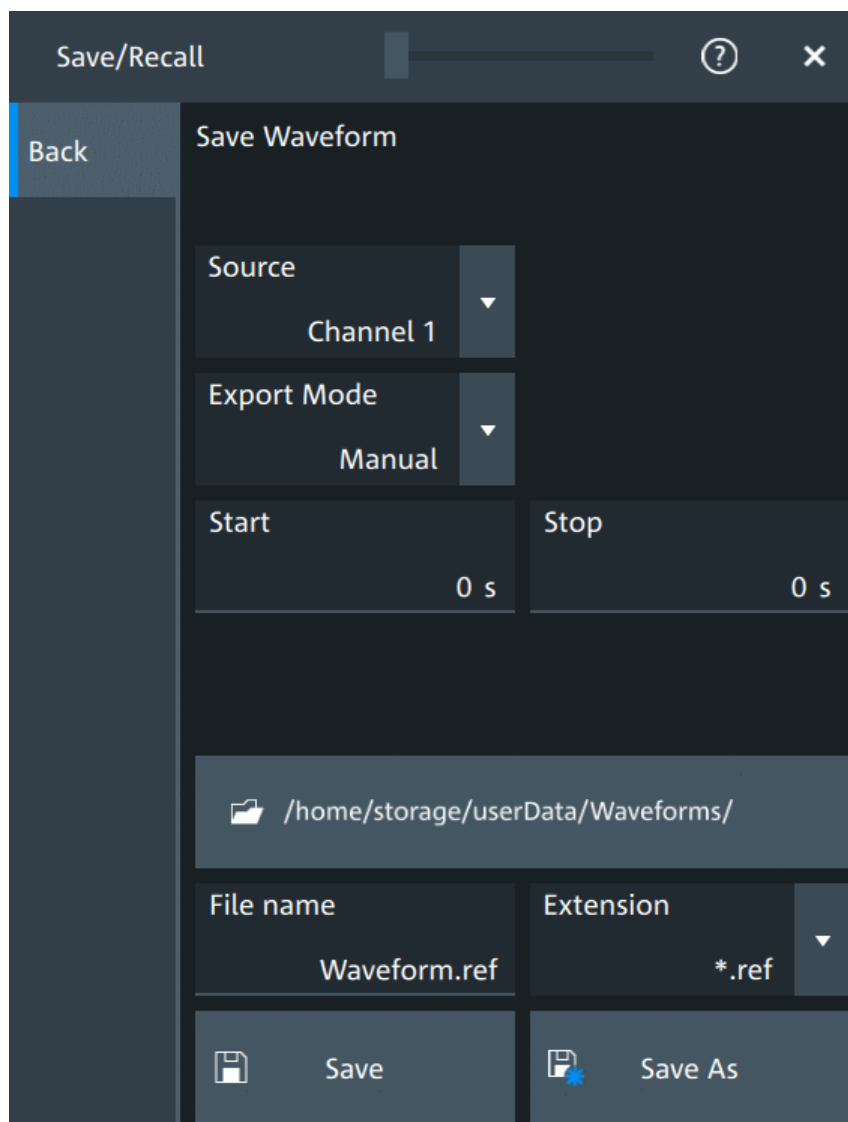 Save/Recall
?
Back
Save Waveform
Source
Channel 1
Export Mode
Manual
Start
Stop
0 s
0 s
/home/storage/userData/Waveforms/
File name
Extension
Waveform.ref
*.ref
Save
Save As